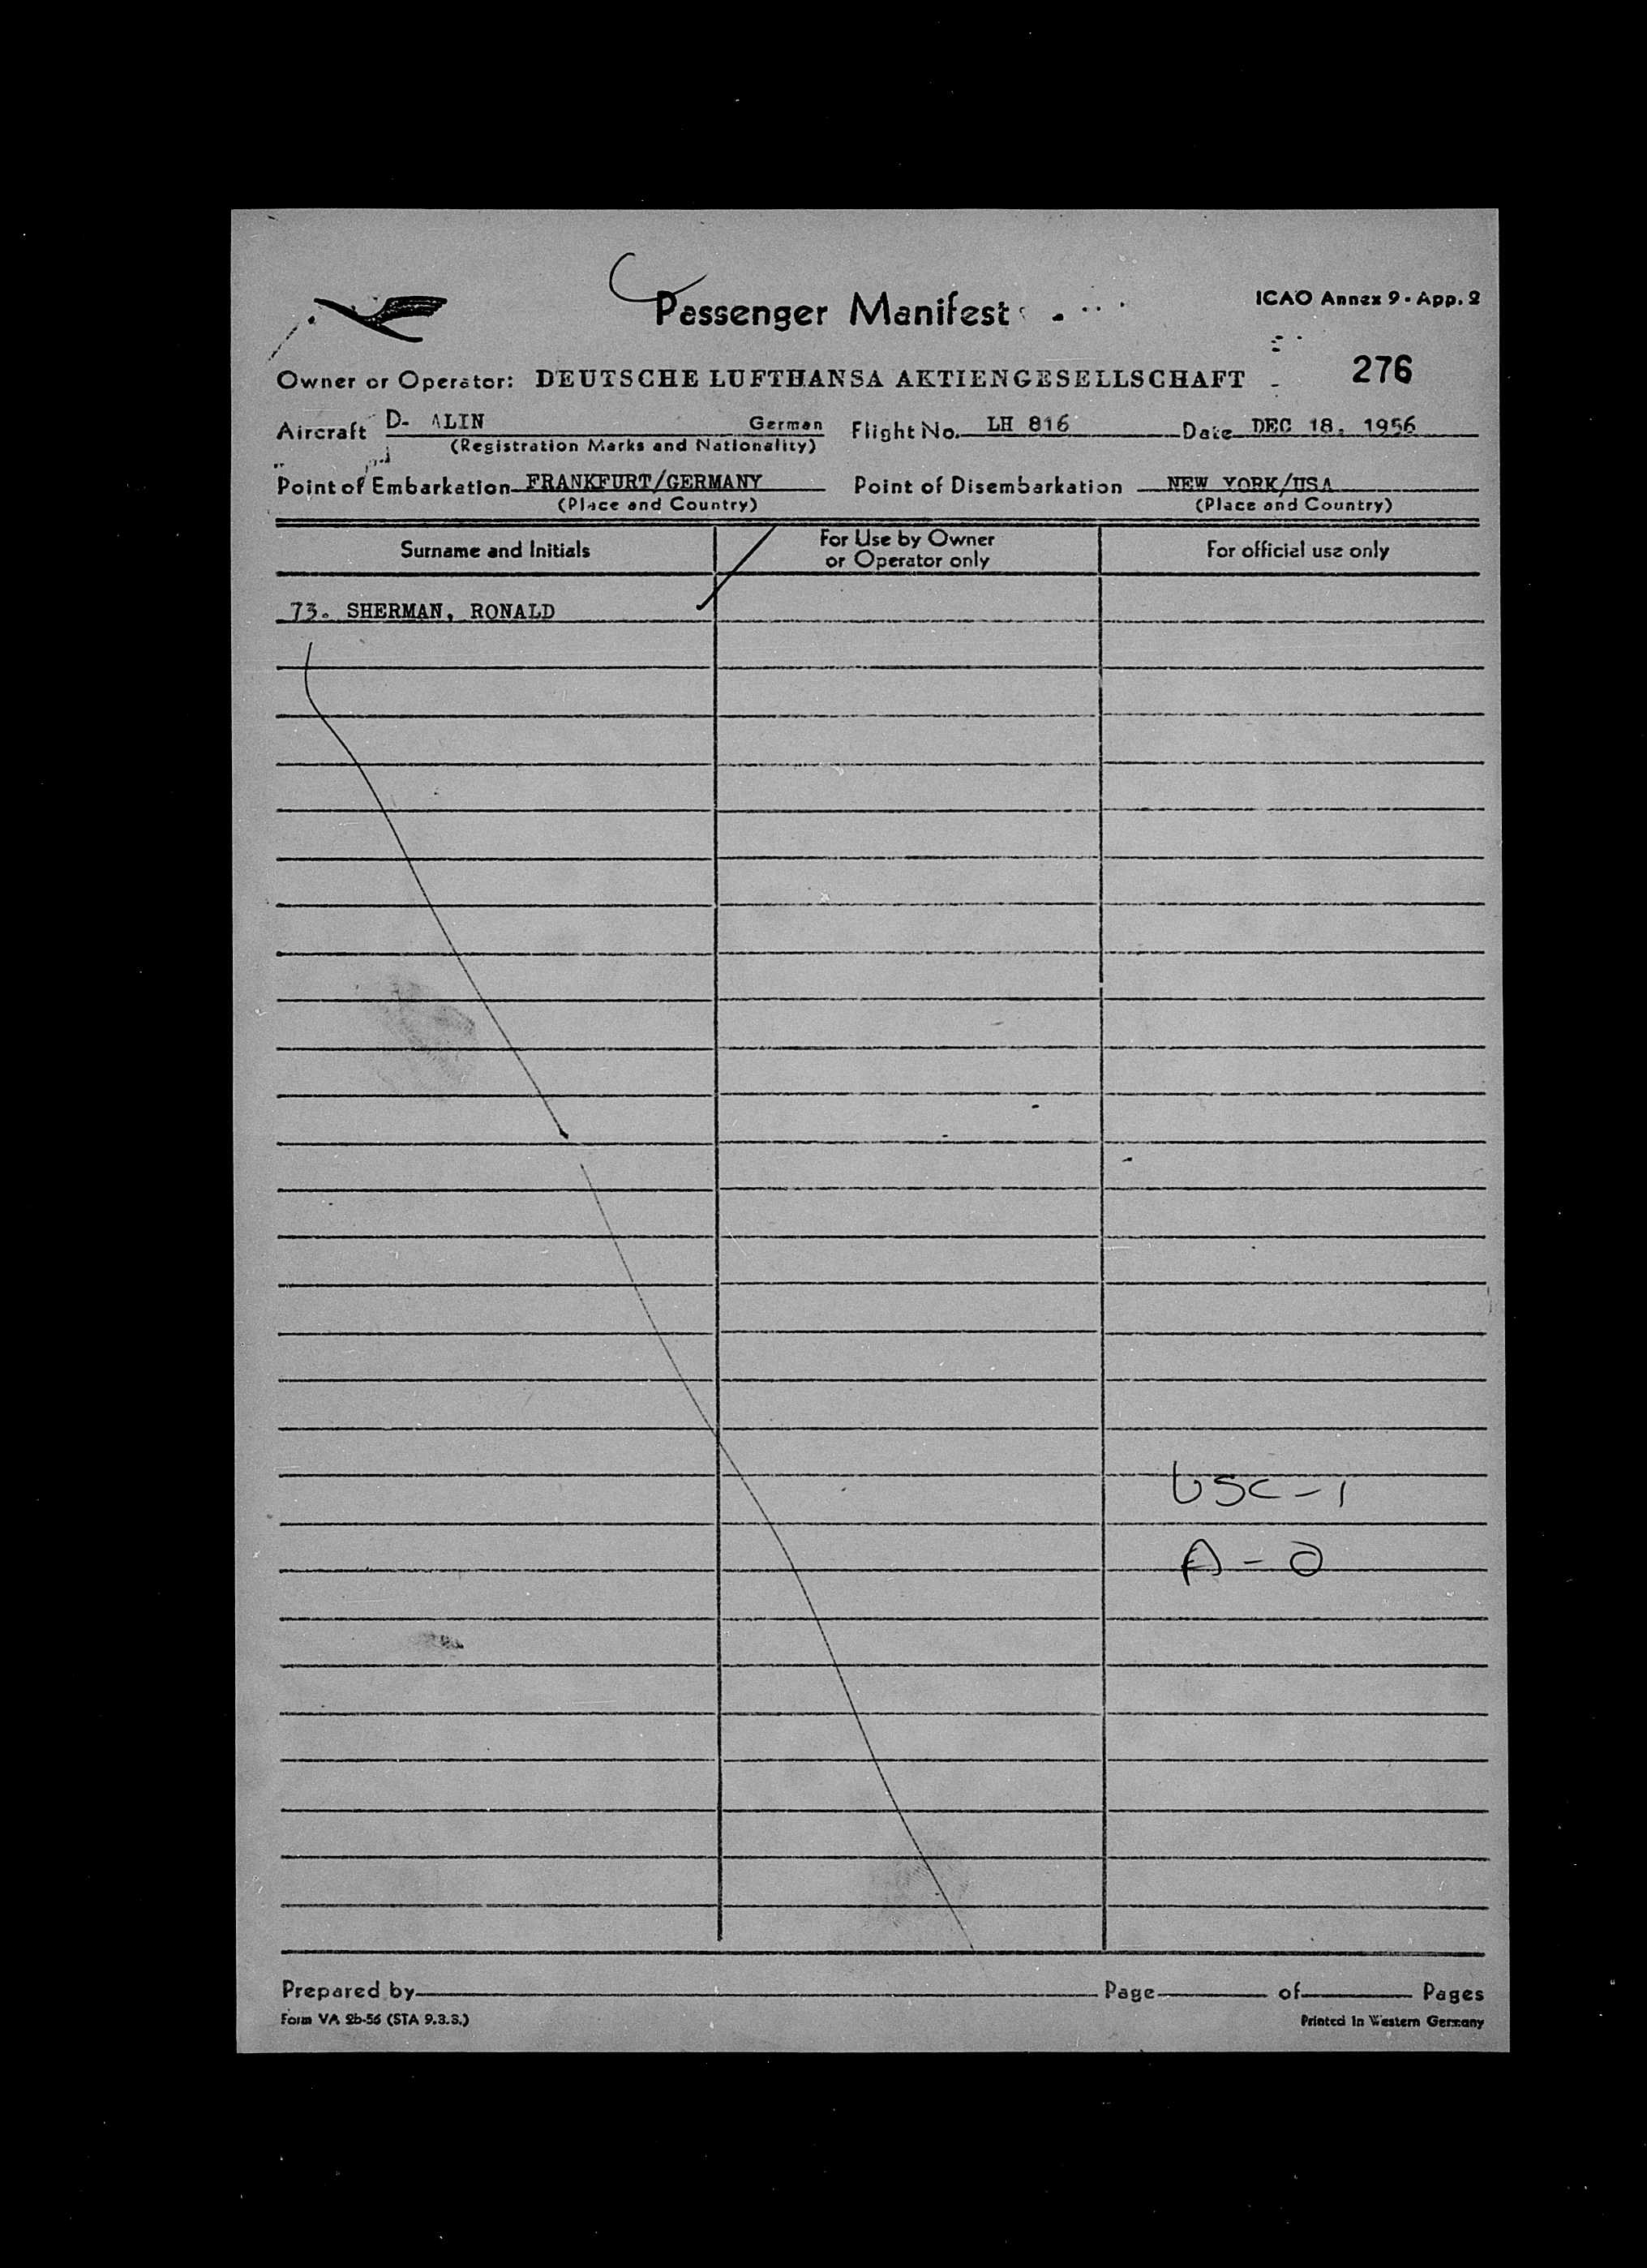 Passenger Manifest
ICAO Annex 9 - App. 2
276
Owner or Operator: DEUTSCHE LUFTHANSA AKTIENGESELLSCHAFT
Aircraft D- ALIN German Flight No. LH 816 Date DEC 18, 1956
(Registration Marks and Nationality)
Point of Embarkation FRANKFURT/GERMANY Point of Disembarkation NEW YORK/USA
(Place and Country) (Place and Country)
Surname and Initials
For Use by Owner
or Operator only
For official use only
73. SHERMAN, RONALD
USC - 1
A - 0
Prepared by Page of Pages
Form VA 2b-56 (STA 9.3.3.) Printed in Western Germany